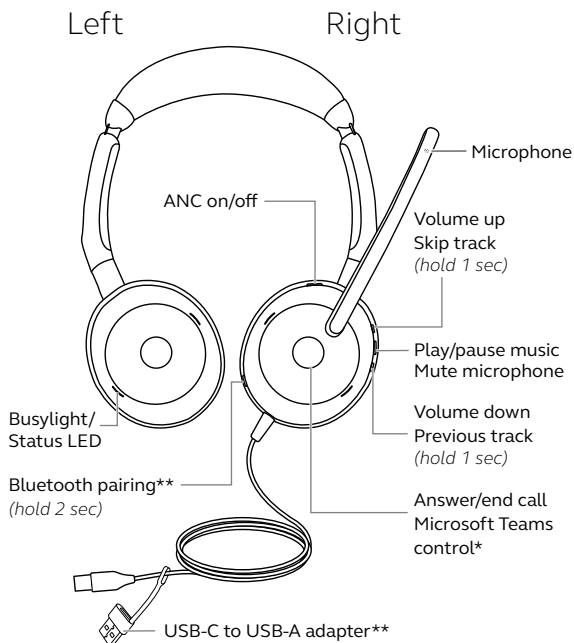 Left
Right
Microphone
ANC on/off
Volume up
Skip track
(hold 1 sec)
Play/pause music
Mute microphone
Busylight/
Status LED
Volume down
Previous track
(hold 1 sec)
Bluetooth pairing**
(hold 2 sec)
Answer/end call
Microsoft Teams
control*
USB-C to USB-A adapter**